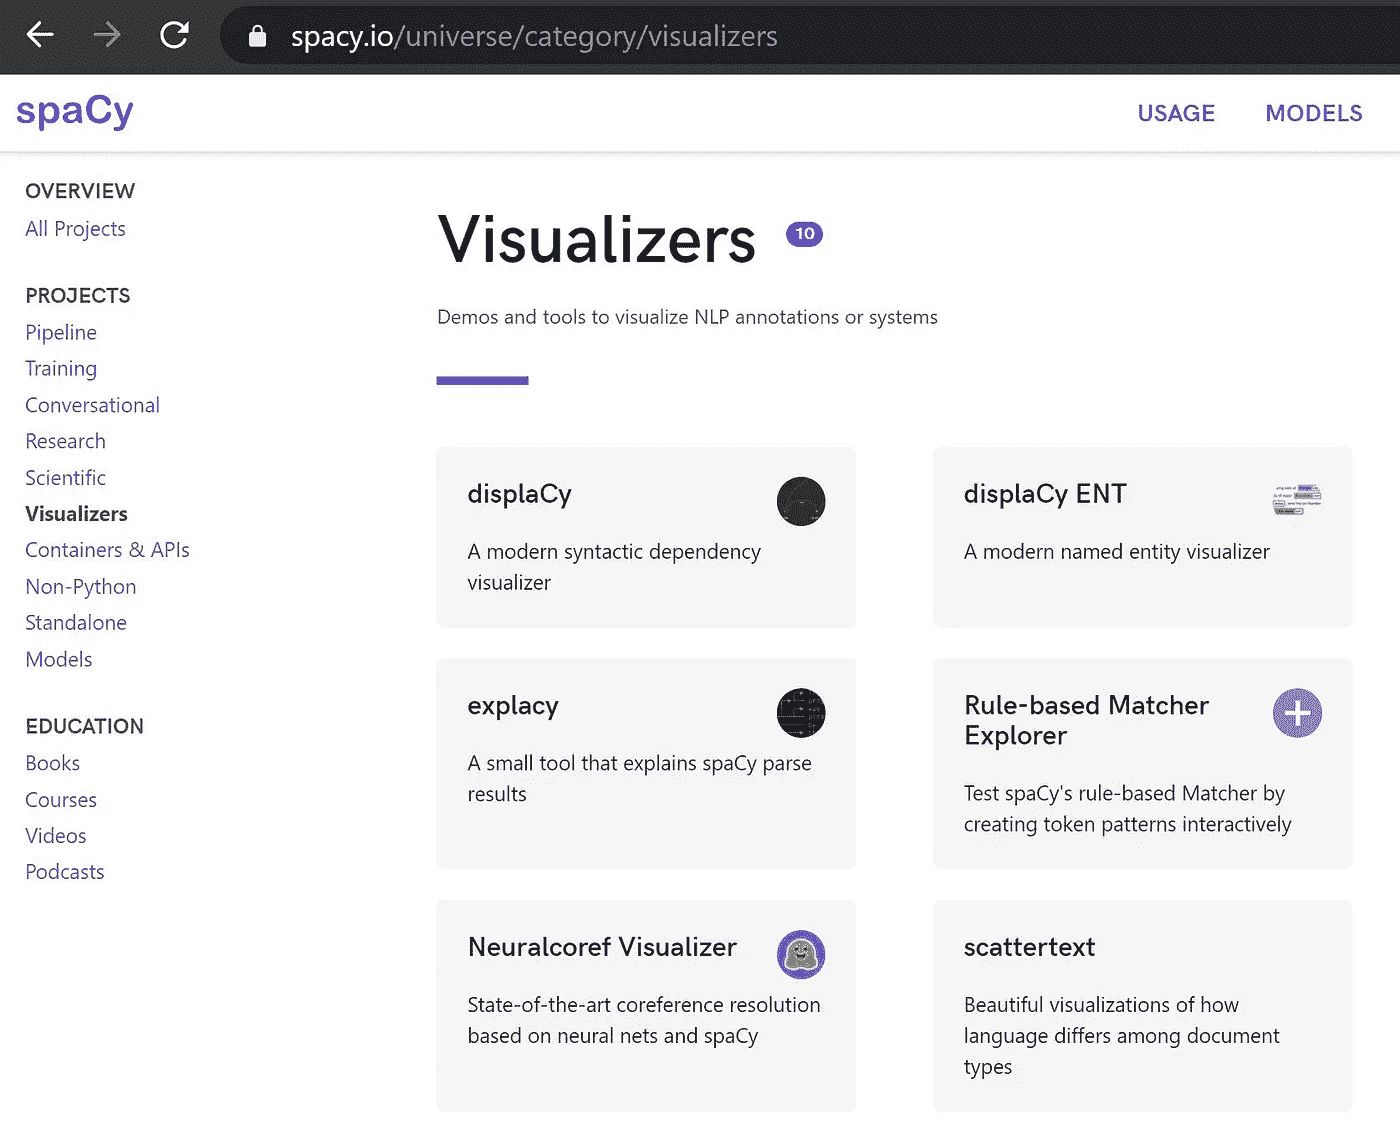 spacy.io/universe/category/visualizers
spaCy
USAGE MODELS
OVERVIEW
All Projects
PROJECTS
Pipeline
Training
Conversational
Research
Scientific
Visualizers
Containers & APIs
Non-Python
Standalone
Models
EDUCATION
Books
Courses
Videos
Podcasts
Visualizers 10
Demos and tools to visualize NLP annotations or systems
displaCy
A modern syntactic dependency
visualizer
displaCy ENT
A modern named entity visualizer
explacy
A small tool that explains spaCy parse
results
Rule-based Matcher
Explorer
Test spaCy's rule-based Matcher by
creating token patterns interactively
Neuralcoref Visualizer
State-of-the-art coreference resolution
based on neural nets and spaCy
scattertext
Beautiful visualizations of how
language differs among document
types